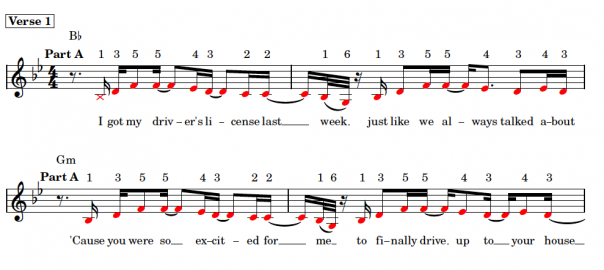 Verse 1
B♭
Part A 1 3 5 5 4 3 2 2 1 6 1 3 5 5 4 3 4 3
I got my driv-er's li-cense last week. just like we al-ways talked a-bout
Gm
Part A 1 3 5 5 4 3 2 2 1 6 1 3 4 5 5 4 3 4 3
'Cause you were so ex-cit-ed for me to fi-nally drive. up to your house